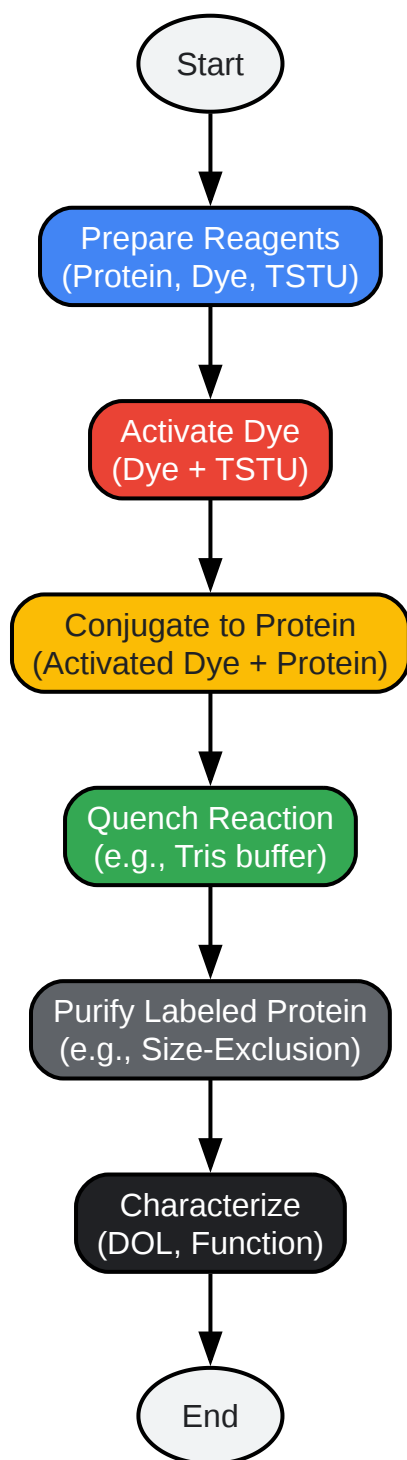 Start
Prepare Reagents
(Protein, Dye, TSTU)
Activate Dye
(Dye + TSTU)
Conjugate to Protein
(Activated Dye + Protein)
Quench Reaction
(e.g., Tris buffer)
Purify Labeled Protein
(e.g., Size-Exclusion)
Characterize
(DOL, Function)
End